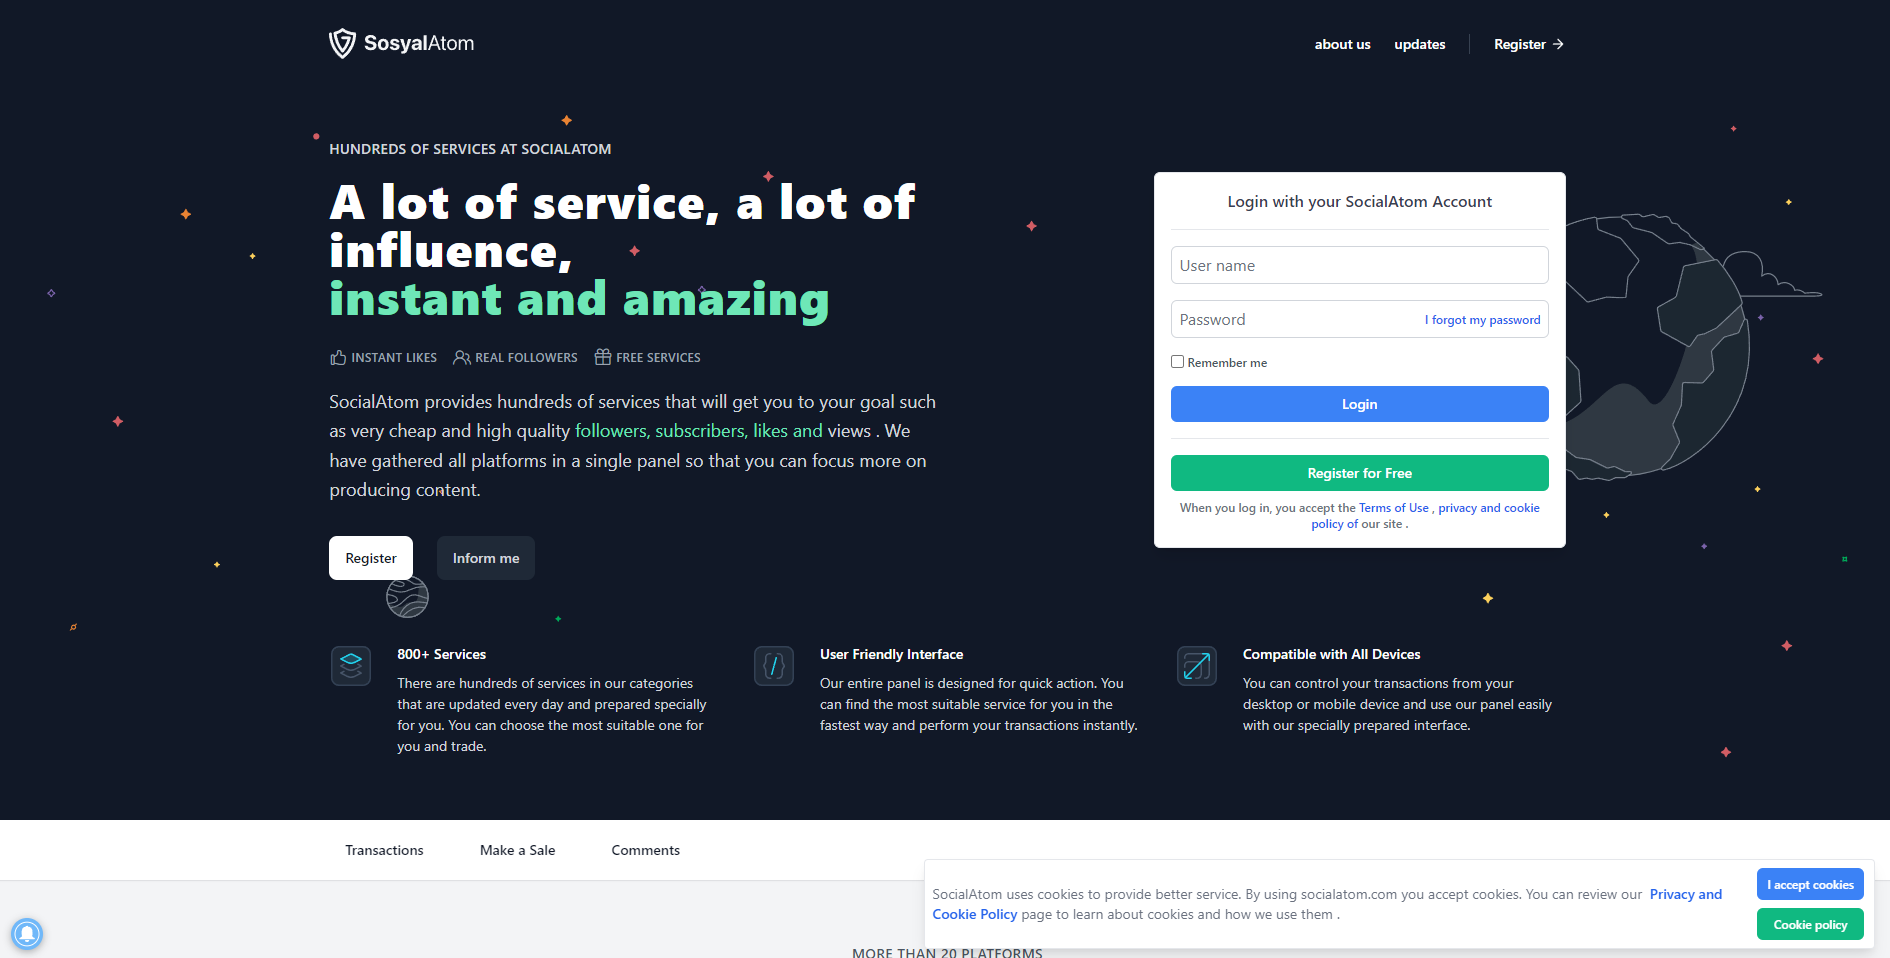 SosyalAtom
about us
updates
Register
HUNDREDS OF SERVICES AT SOCIALATOM
A lot of service, a lot of
influence,
instant and amazing
INSTANT LIKES
REAL FOLLOWERS
FREE SERVICES
SocialAtom provides hundreds of services that will get you to your goal such
as very cheap and high quality followers, subscribers, likes and views . We
have gathered all platforms in a single panel so that you can focus more on
producing content.
Register
Inform me
Login with your SocialAtom Account
User name
Password
I forgot my password
Remember me
Login
Register for Free
When you log in, you accept the Terms of Use , privacy and cookie
policy of our site .
800+ Services
There are hundreds of services in our categories
that are updated every day and prepared specially
for you. You can choose the most suitable one for
you and trade.
User Friendly Interface
Our entire panel is designed for quick action. You
can find the most suitable service for you in the
fastest way and perform your transactions instantly.
Compatible with All Devices
You can control your transactions from your
desktop or mobile device and use our panel easily
with our specially prepared interface.
Transactions
Make a Sale
Comments
SocialAtom uses cookies to provide better service. By using socialatom.com you accept cookies. You can review our Privacy and
Cookie Policy page to learn about cookies and how we use them .
I accept cookies
Cookie policy
MORE THAN 20 PLATFORMS